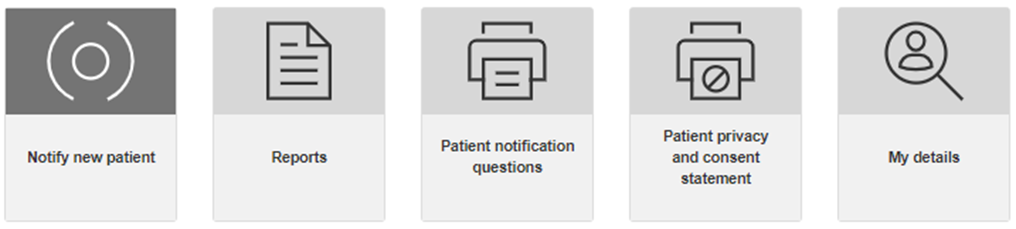 Notify new patient
Reports
Patient notification
questions
Patient privacy
and consent
statement
My details